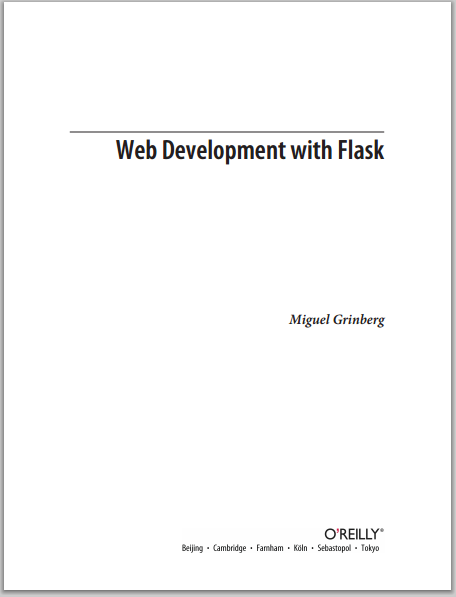 Web Development with Flask
Miguel Grinberg
O'REILLY®
Beijing • Cambridge • Farnham • Köln • Sebastopol • Tokyo